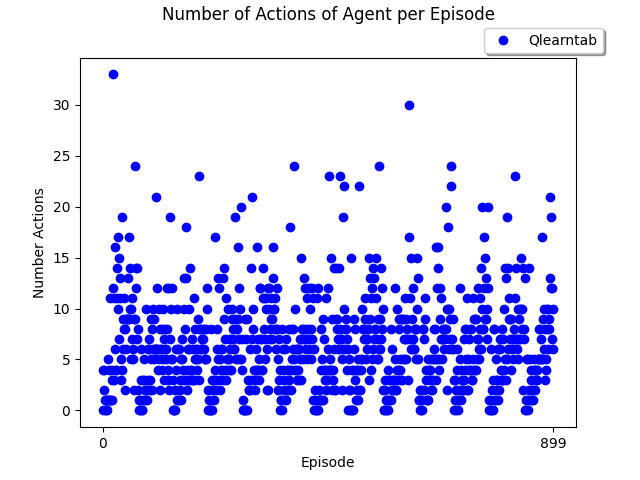 Number of Actions of Agent per Episode
Qlearntab
30
25
20
15
10
5
0
Number Actions
0 899
Episode